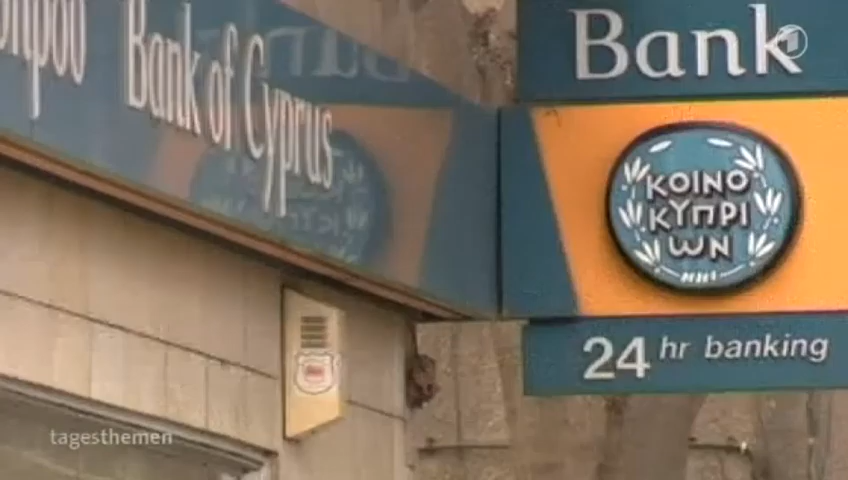 Bank of Cyprus
Bank
ΚΟΙΝΟ
ΚΥΠΡΙ
ωΝ
24 hr banking
tagesthemen